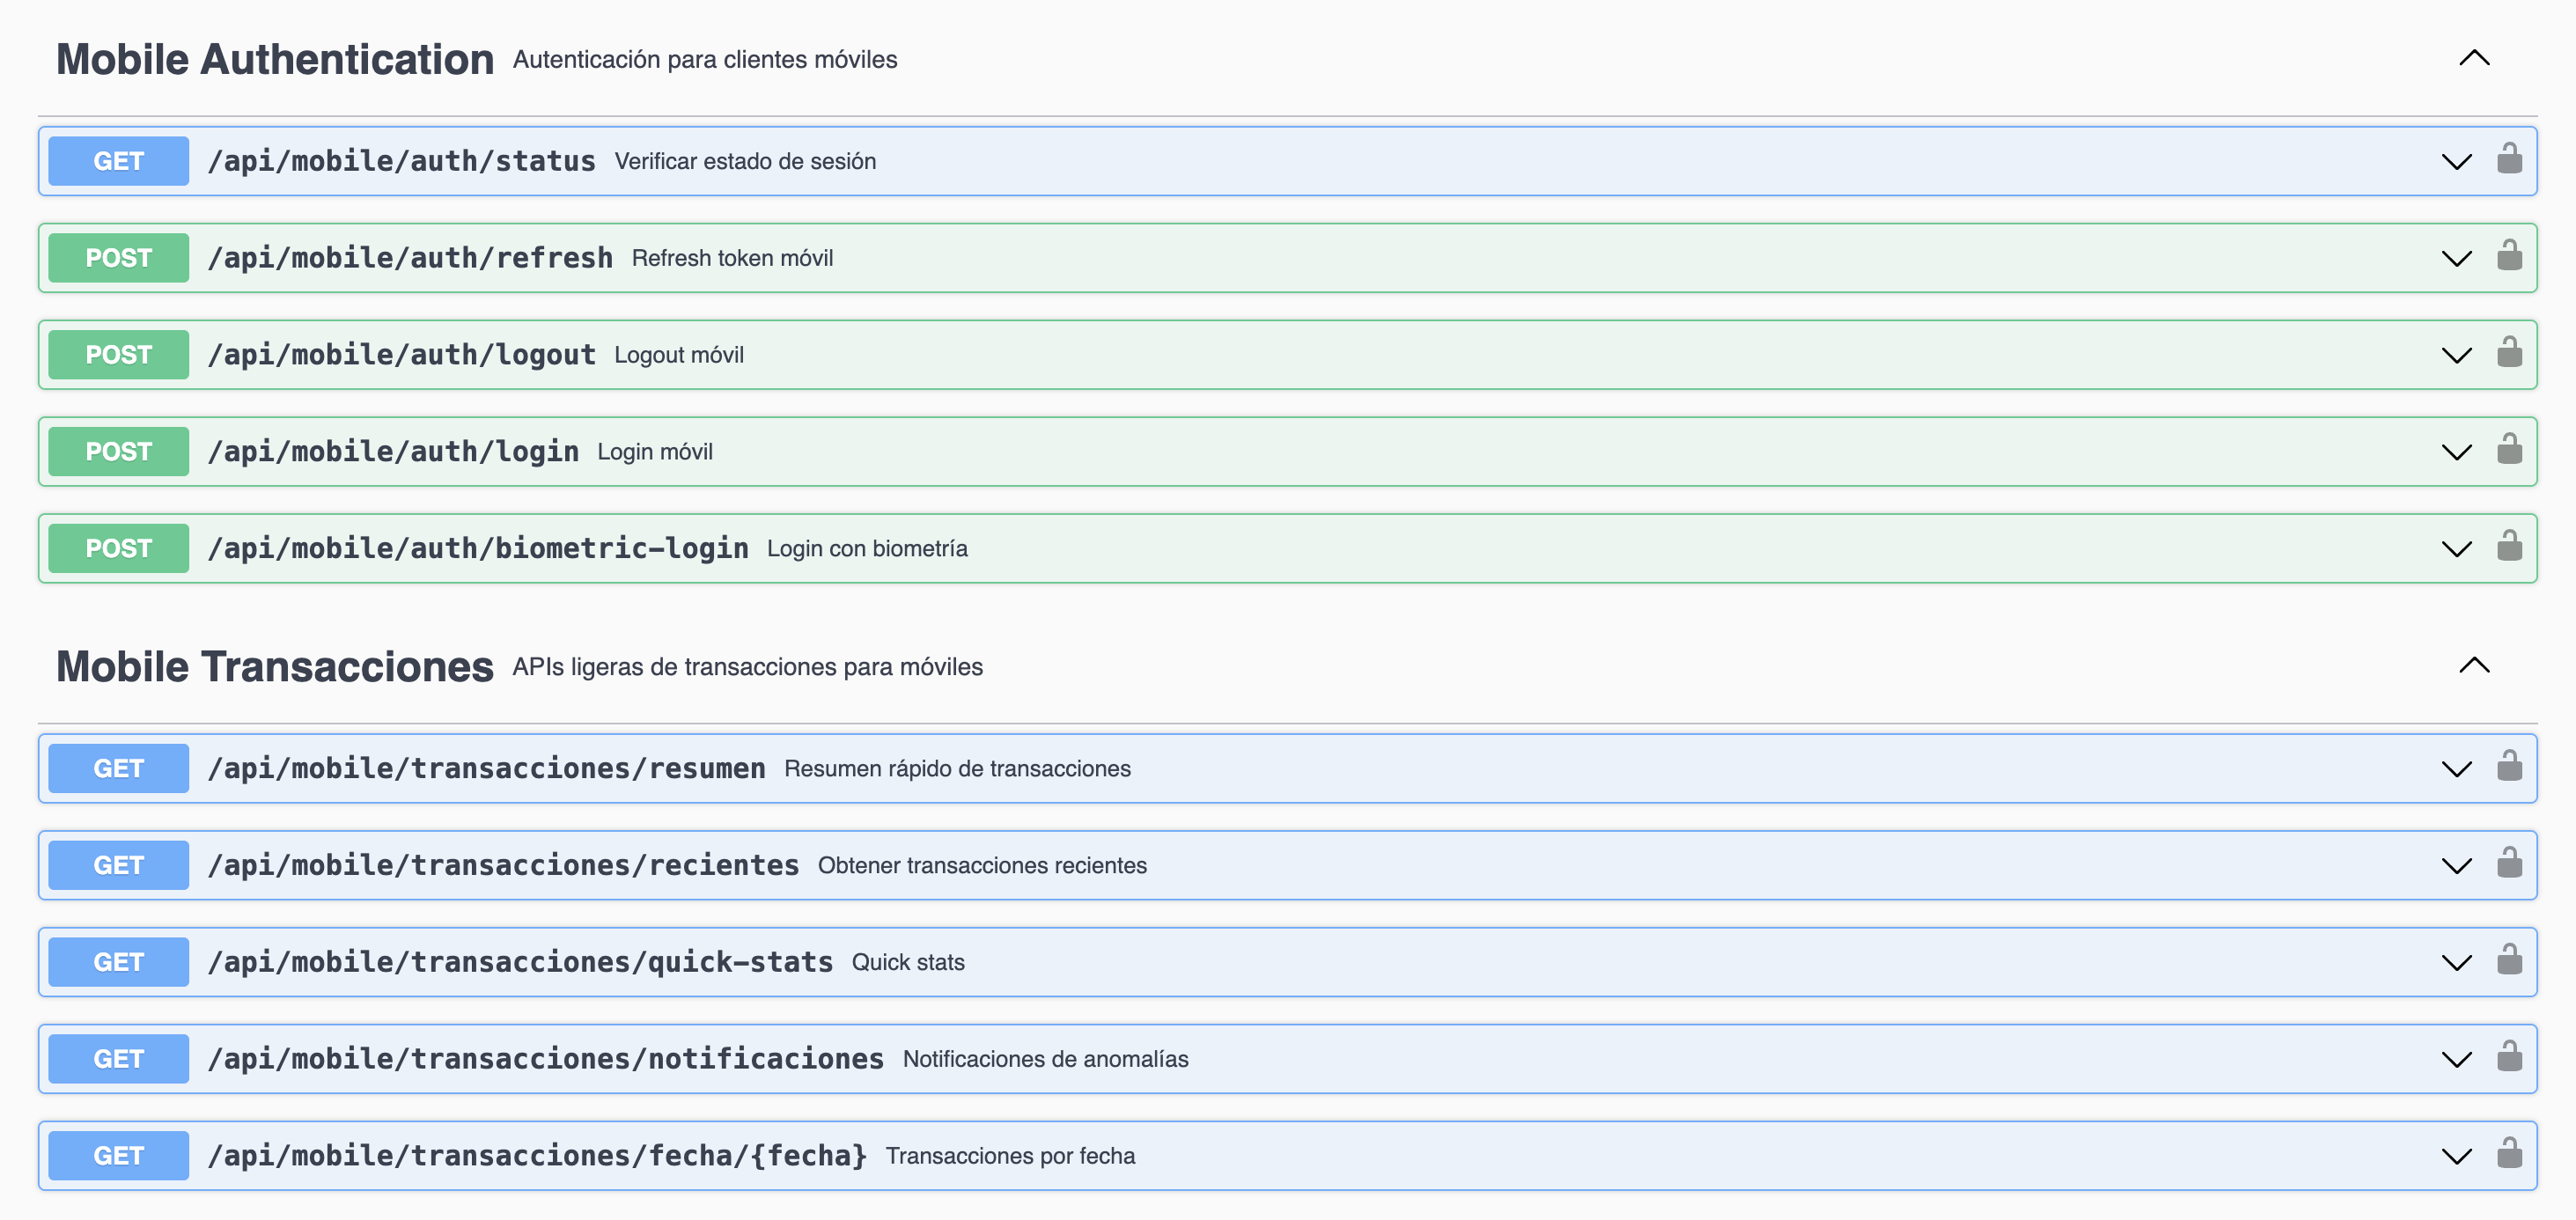 Mobile Authentication Autenticación para clientes móviles
GET /api/mobile/auth/status Verificar estado de sesión
POST /api/mobile/auth/refresh Refresh token móvil
POST /api/mobile/auth/logout Logout móvil
POST /api/mobile/auth/login Login móvil
POST /api/mobile/auth/biometric-login Login con biometría
Mobile Transacciones APIs ligeras de transacciones para móviles
GET /api/mobile/transacciones/resumen Resumen rápido de transacciones
GET /api/mobile/transacciones/recientes Obtener transacciones recientes
GET /api/mobile/transacciones/quick-stats Quick stats
GET /api/mobile/transacciones/notificaciones Notificaciones de anomalías
GET /api/mobile/transacciones/fecha/{fecha} Transacciones por fecha